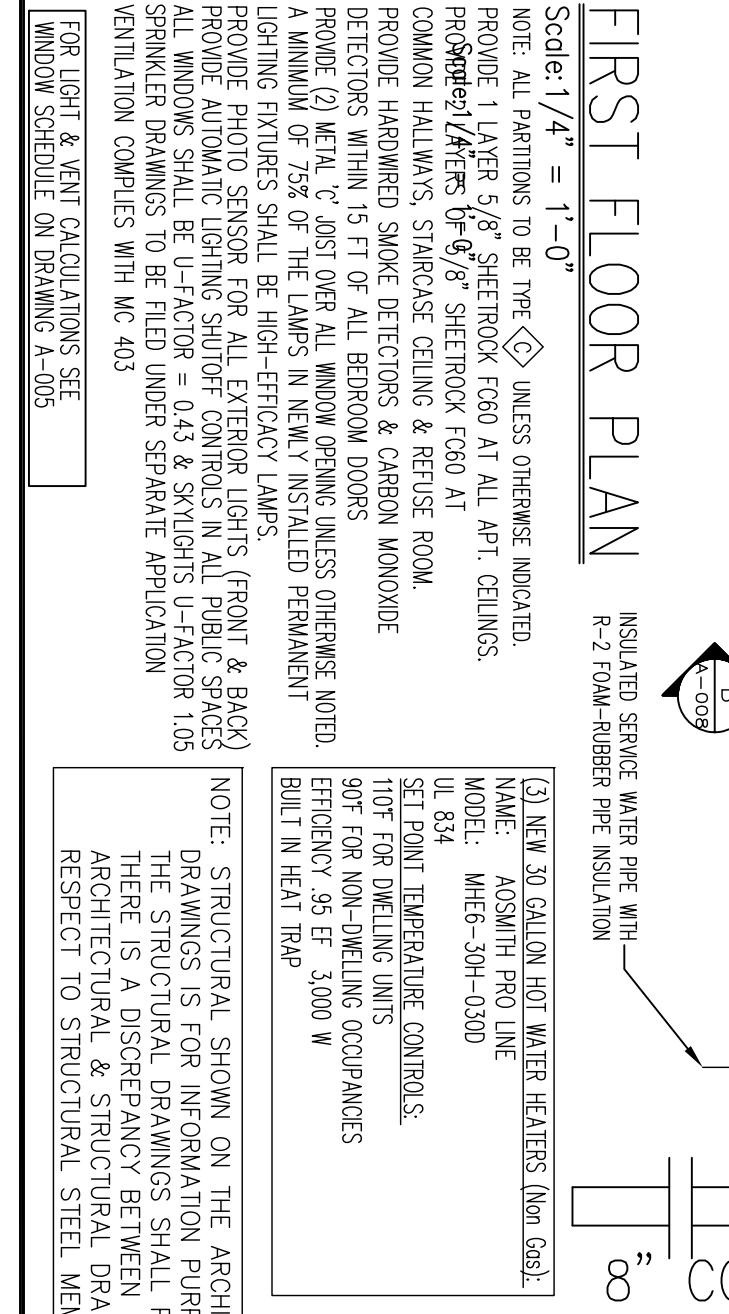 FIRST FLOOR PLAN
Scale: 1/4" = 1'-0"
NOTE: ALL PARTITIONS TO BE TYPE C UNLESS OTHERWISE INDICATED.
PROVIDE 1 LAYER 5/8" SHEETROCK FC60 AT ALL APT. CEILINGS.
PROVIDE 2 LAYERS OF 5/8" SHEETROCK FC60 AT
Scale: 1/4" = 1'-0"
COMMON HALLWAYS, STAIRCASE CEILING & REFUSE ROOM.
PROVIDE HARDWIRED SMOKE DETECTORS & CARBON MONOXIDE
DETECTORS WITHIN 15 FT OF ALL BEDROOM DOORS
PROVIDE (2) METAL 'C' JOIST OVER ALL WINDOW OPENING UNLESS OTHERWISE NOTED.
A MINIMUM OF 75% OF THE LAMPS IN NEWLY INSTALLED PERMANENT
LIGHTING FIXTURES SHALL BE HIGH-EFFICACY LAMPS.
PROVIDE PHOTO SENSOR FOR ALL EXTERIOR LIGHTS (FRONT & BACK)
PROVIDE AUTOMATIC LIGHTING SHUTOFF CONTROLS IN ALL PUBLIC SPACES
ALL WINDOWS SHALL BE U-FACTOR = 0.43 & SKYLIGHTS U-FACTOR 1.05
SPRINKLER DRAWINGS TO BE FILED UNDER SEPARATE APPLICATION
VENTILATION COMPLIES WITH MC 403
FOR LIGHT & VENT CALCULATIONS SEE
WINDOW SCHEDULE ON DRAWING A-005
A-008
INSULATED SERVICE WATER PIPE WITH
R-2 FOAM-RUBBER PIPE INSULATION
(3) NEW 30 GALLON HOT WATER HEATERS (Non Gas):
NAME: AOSMITH PRO LINE
MODEL: MHE6-30H-030D
UL 834
SET POINT TEMPERATURE CONTROLS:
110°F FOR DWELLING UNITS
90°F FOR NON-DWELLING OCCUPANCIES
EFFICIENCY .95 EF 3,000 W
BUILT IN HEAT TRAP
NOTE: STRUCTURAL SHOWN ON THE ARCHI
DRAWINGS IS FOR INFORMATION PURP
THE STRUCTURAL DRAWINGS SHALL
THERE IS A DISCREPANCY BETWEEN
ARCHITECTURAL & STRUCTURAL DRA
RESPECT TO STRUCTURAL STEEL MEM
8"